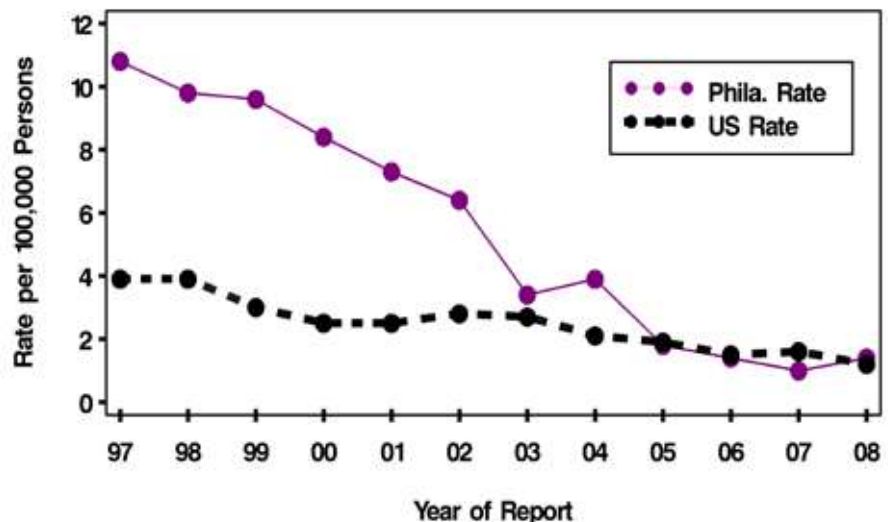 12
10
8
6
4
2
0
Rate per 100,000 Persons
Phila. Rate
US Rate
97 98 99 00 01 02 03 04 05 06 07 08
Year of Report